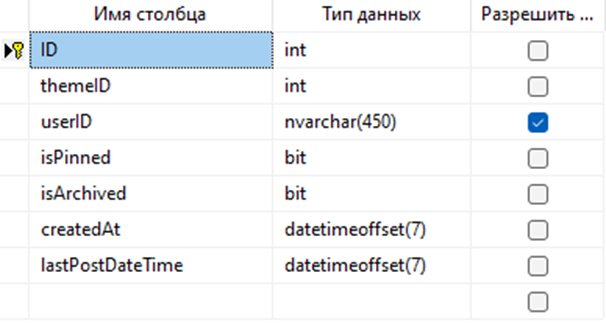 Имя столбца Тип данных Разрешить ...
ID int
themeID int
userID nvarchar(450)
isPinned bit
isArchived bit
createdAt datetimeoffset(7)
lastPostDateTime datetimeoffset(7)